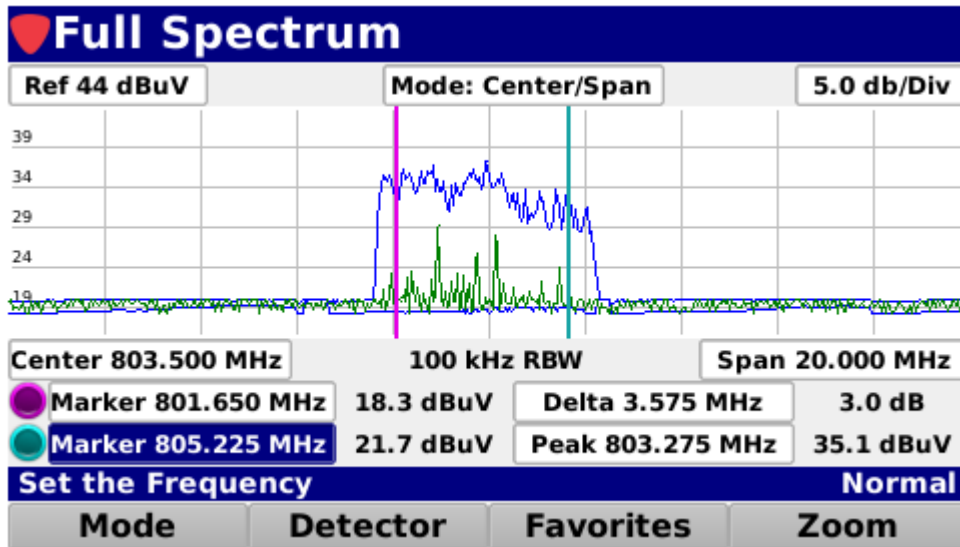 Full Spectrum
Ref 44 dBuV Mode: Center/Span 5.0 db/Div
39
34
29
24
19
Center 803.500 MHz 100 kHz RBW Span 20.000 MHz
Marker 801.650 MHz 18.3 dBuV Delta 3.575 MHz 3.0 dB
Marker 805.225 MHz 21.7 dBuV Peak 803.275 MHz 35.1 dBuV
Set the Frequency Normal
Mode Detector Favorites Zoom